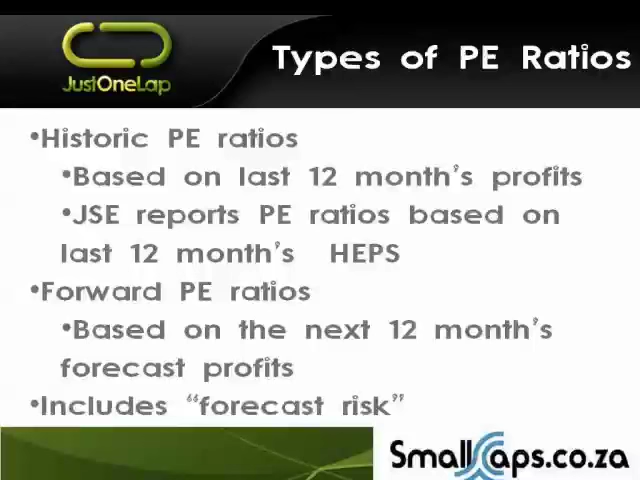 JustOneLap
Types of PE Ratios
•Historic PE ratios
•Based on last 12 month's profits
•JSE reports PE ratios based on
last 12 month's HEPS
•Forward PE ratios
•Based on the next 12 month's
forecast profits
•Includes “forecast risk”
SmallCaps.co.za